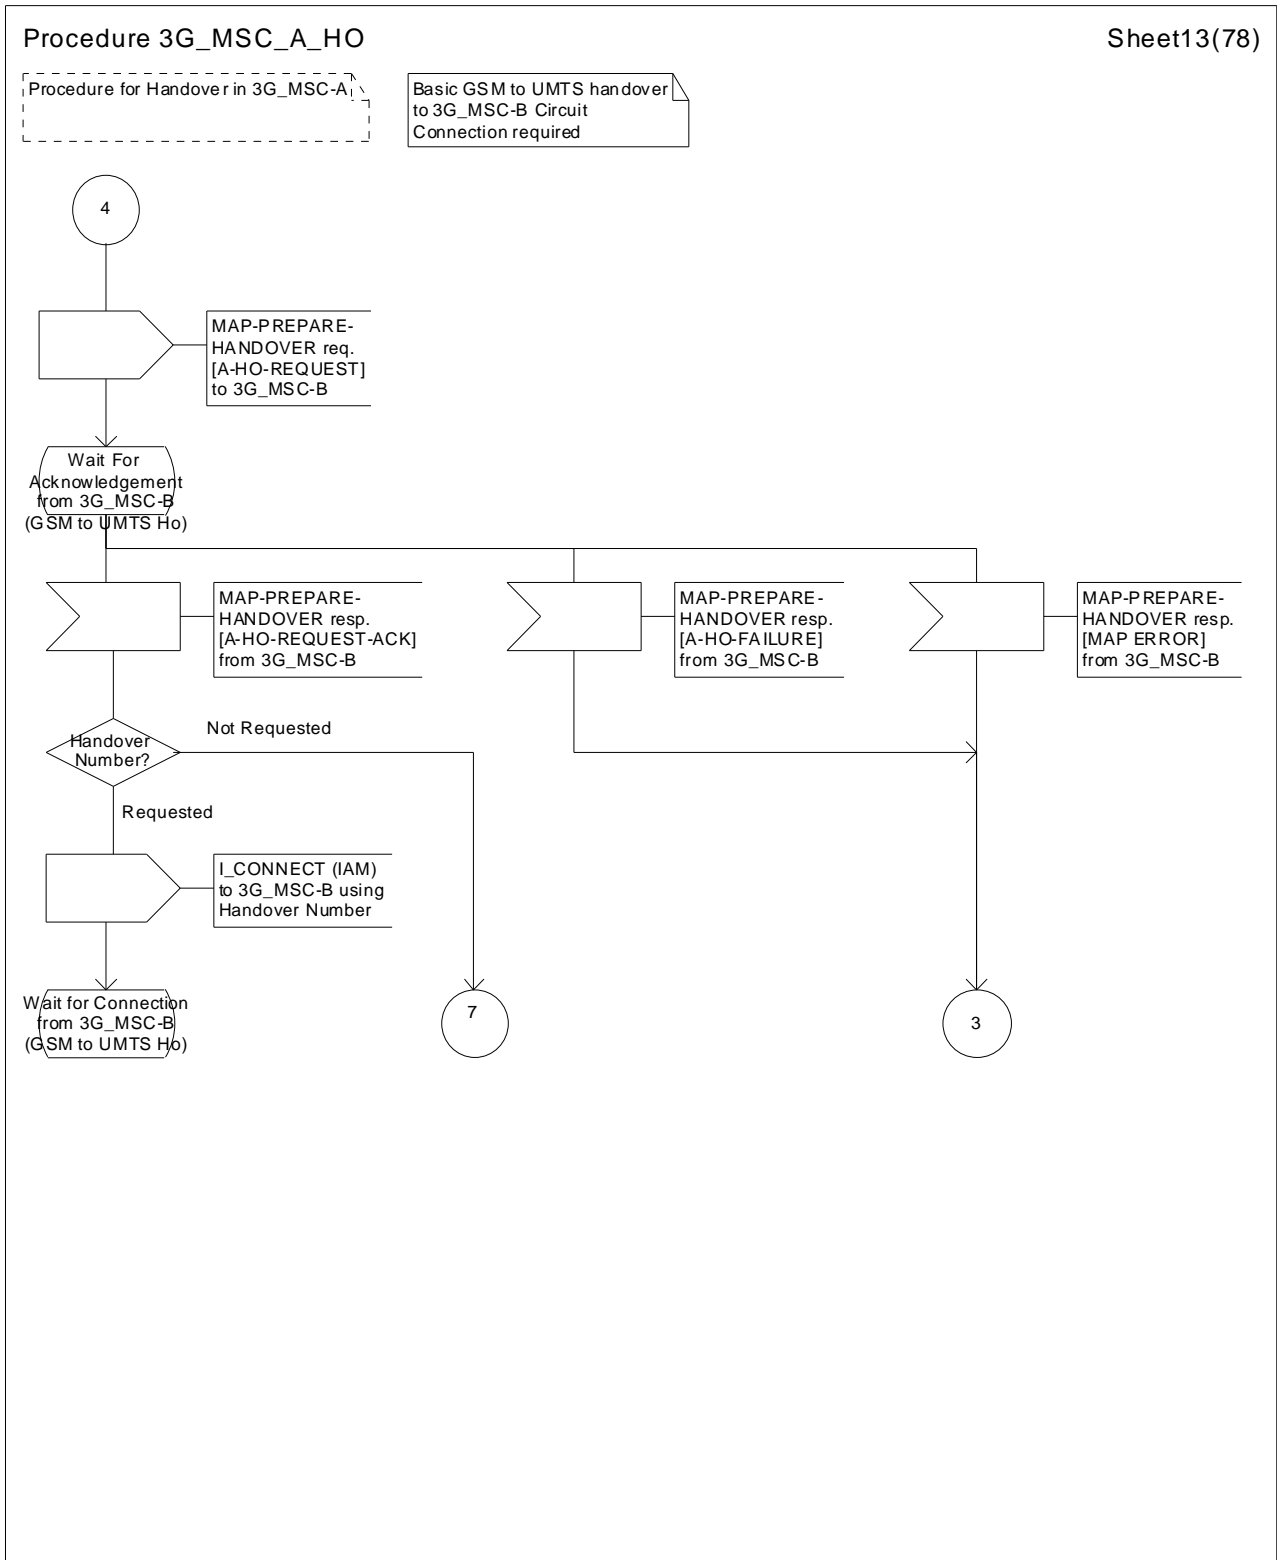 Procedure 3G_MSC_A_HO
Sheet13(78)
Procedure for Handover in 3G_MSC-A
Basic GSM to UMTS handover
to 3G_MSC-B Circuit
Connection required
4
MAP-PREPARE-
HANDOVER req.
[A-HO-REQUEST]
to 3G_MSC-B
Wait For
Acknowledgement
from 3G_MSC-B
(GSM to UMTS Ho)
MAP-PREPARE-
HANDOVER resp.
[A-HO-REQUEST-ACK]
from 3G_MSC-B
MAP-PREPARE-
HANDOVER resp.
[A-HO-FAILURE]
from 3G_MSC-B
MAP-PREPARE-
HANDOVER resp.
[MAP ERROR]
from 3G_MSC-B
Handover
Number?
Not Requested
Requested
I_CONNECT (IAM)
to 3G_MSC-B using
Handover Number
Wait for Connection
from 3G_MSC-B
(GSM to UMTS Ho)
7
3